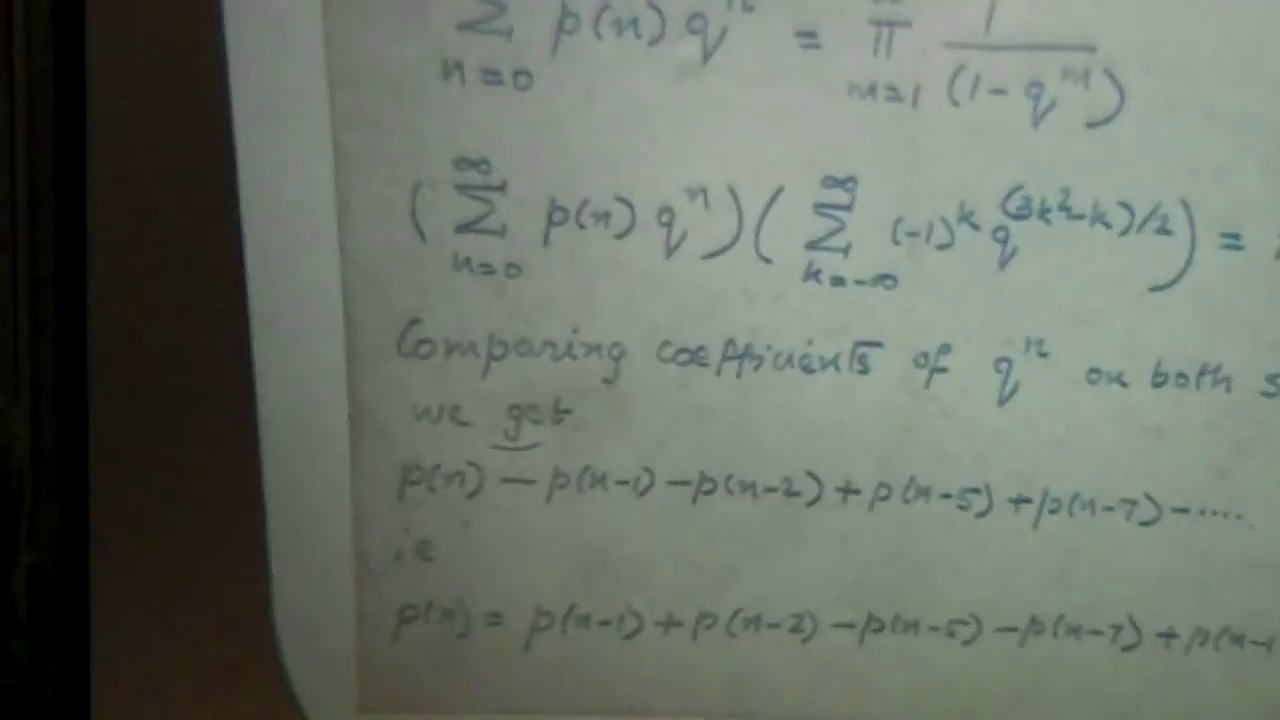 ∑ p(n) q^n = π 1
n=0 m=1 (1 - q^m)
( ∑_{n=0}^{∞} p(n) q^n ) ( ∑_{k=-∞}^{∞} (-1)^k q^{(3k²-k)/2} ) =
Comparing coefficients of q^n on both
we get
p(n) - p(n-1) - p(n-2) + p(n-5) + p(n-7) - .....
ie
p(n) = p(n-1) + p(n-2) - p(n-5) - p(n-7) + p(n-